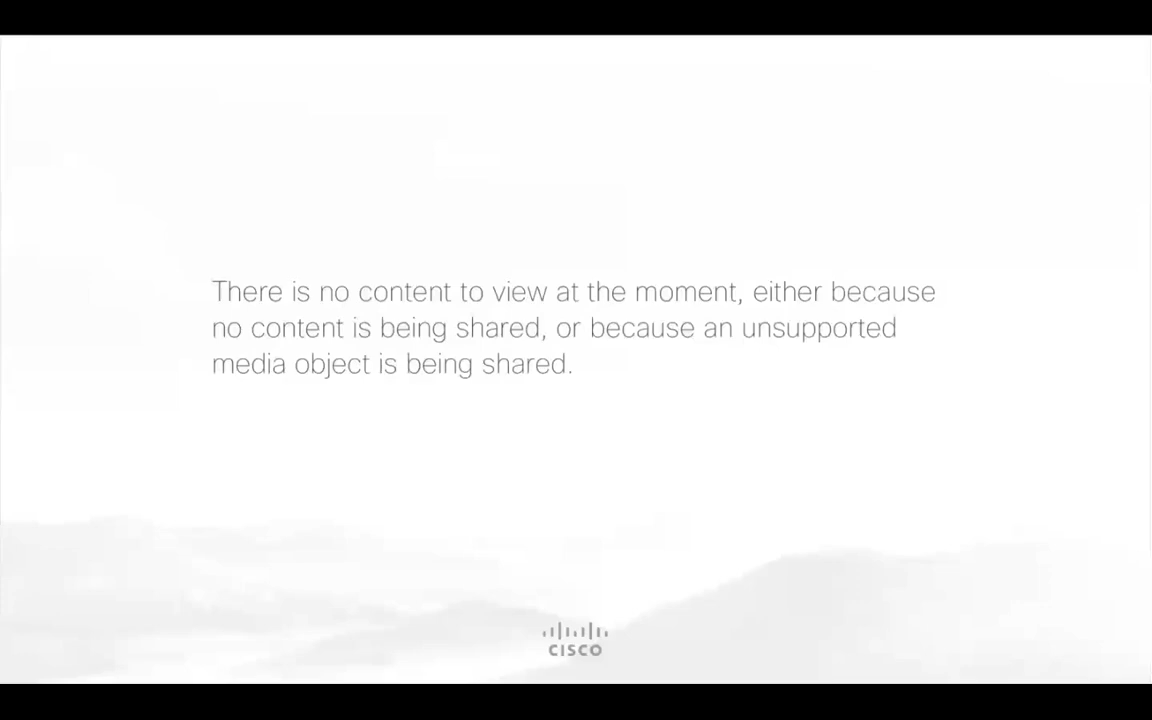 There is no content to view at the moment, either because
no content is being shared, or because an unsupported
media object is being shared.
CISCO